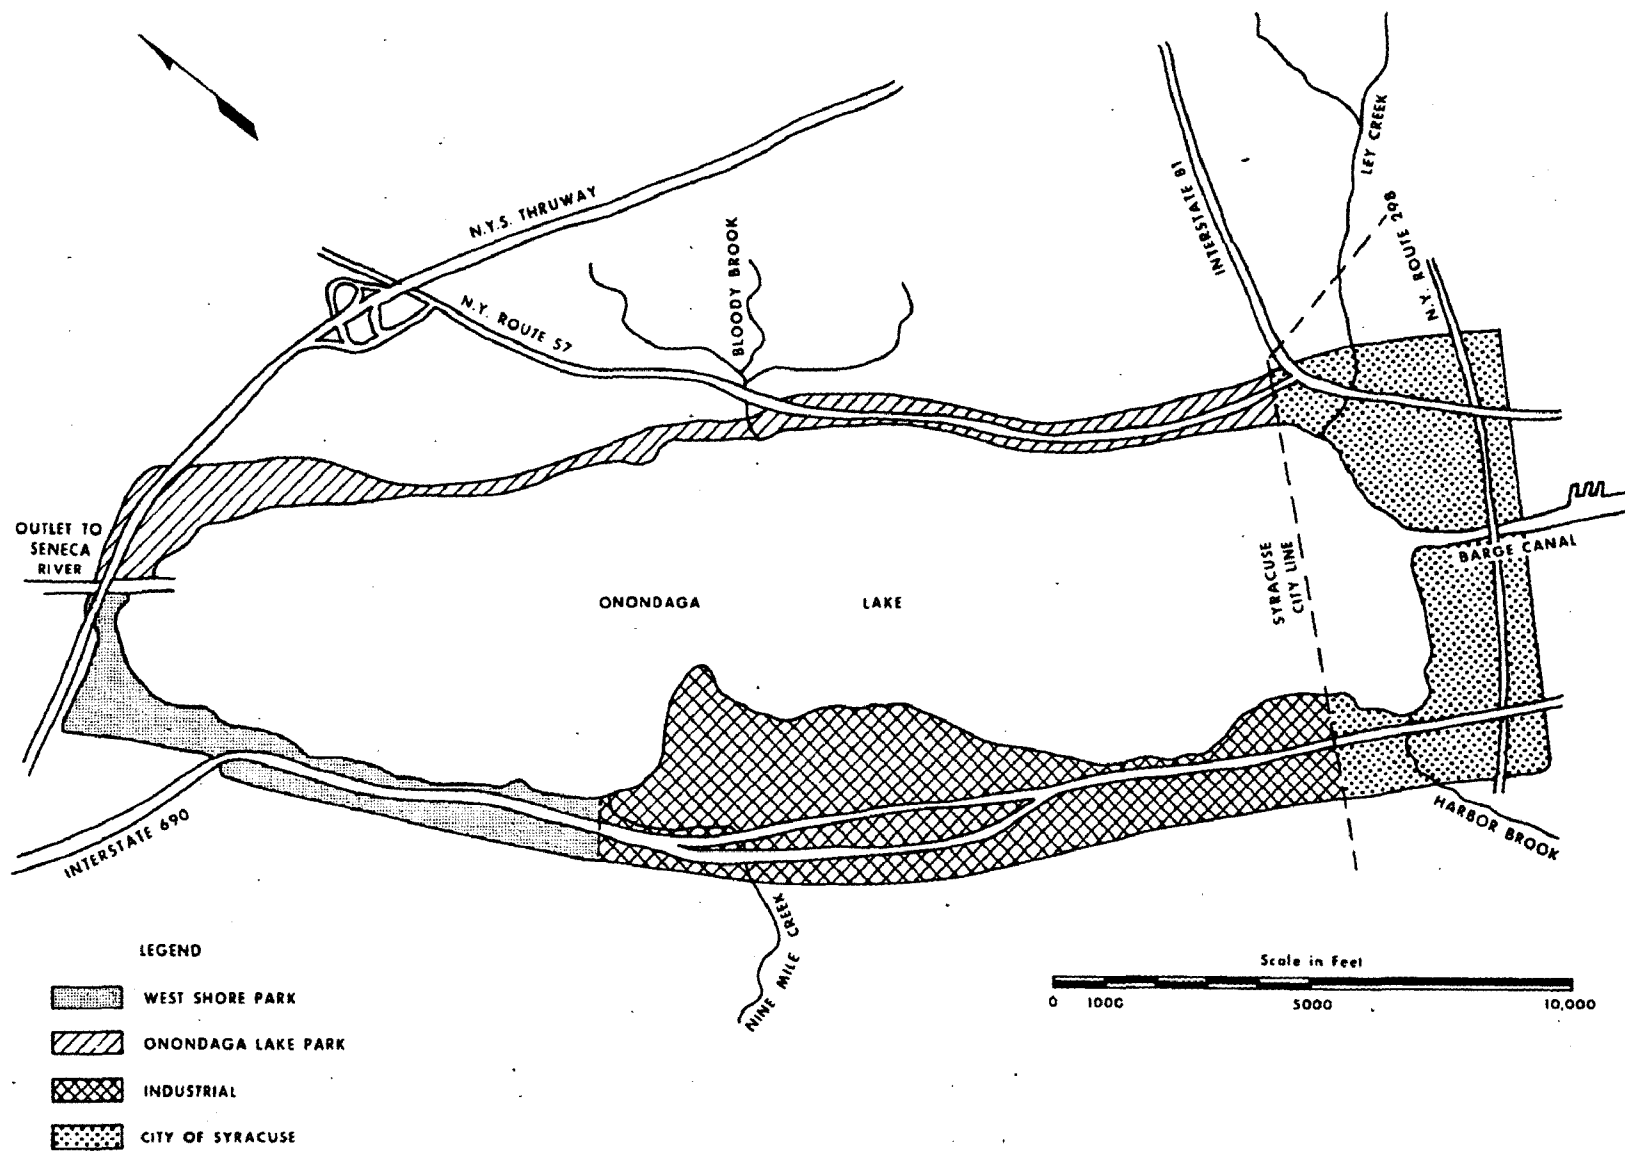 LEY CREEK
INTERSTATE 81
N.Y.S. THRUWAY
N.Y. ROUTE 298
BLOODY BROOK
N.Y. ROUTE 57
OUTLET TO
SENECA
RIVER
BARGE CANAL
SYRACUSE
CITY LINE
ONONDAGA LAKE
INTERSTATE 690
HARBOR BROOK
NINE MILE CREEK
LEGEND
WEST SHORE PARK
ONONDAGA LAKE PARK
INDUSTRIAL
CITY OF SYRACUSE
Scale in Feet
0 1000 5000 10,000